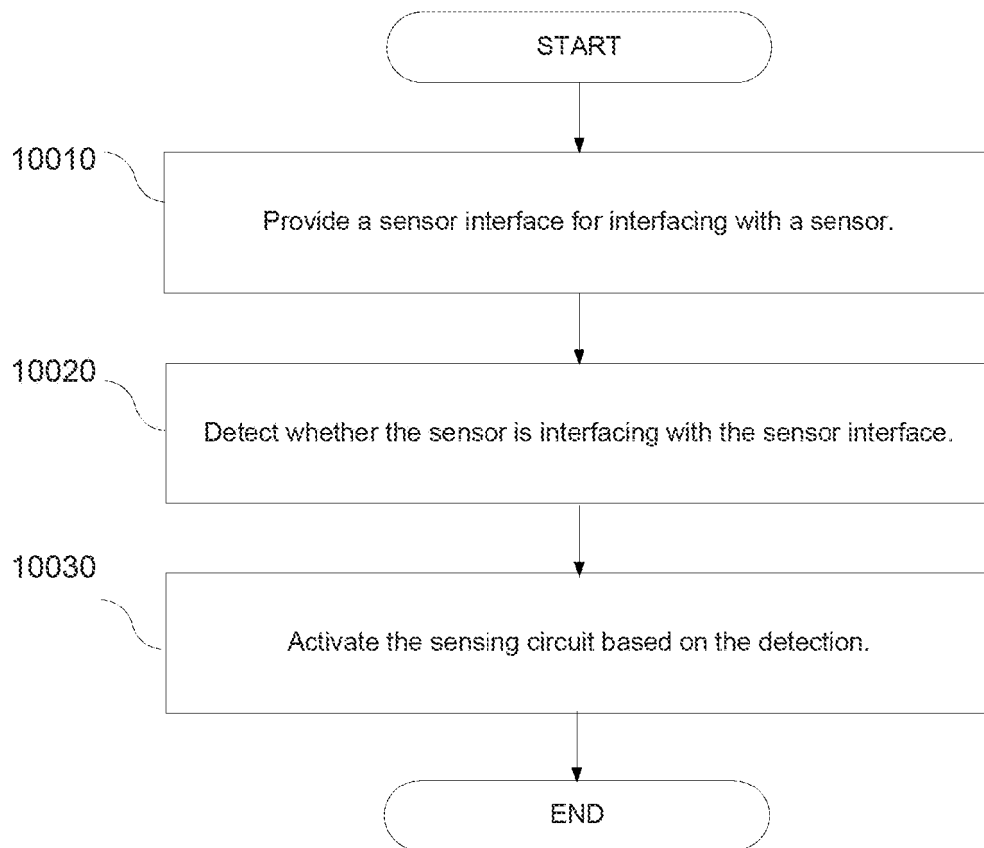 START
10010
Provide a sensor interface for interfacing with a sensor.
10020
Detect whether the sensor is interfacing with the sensor interface.
10030
Activate the sensing circuit based on the detection.
END